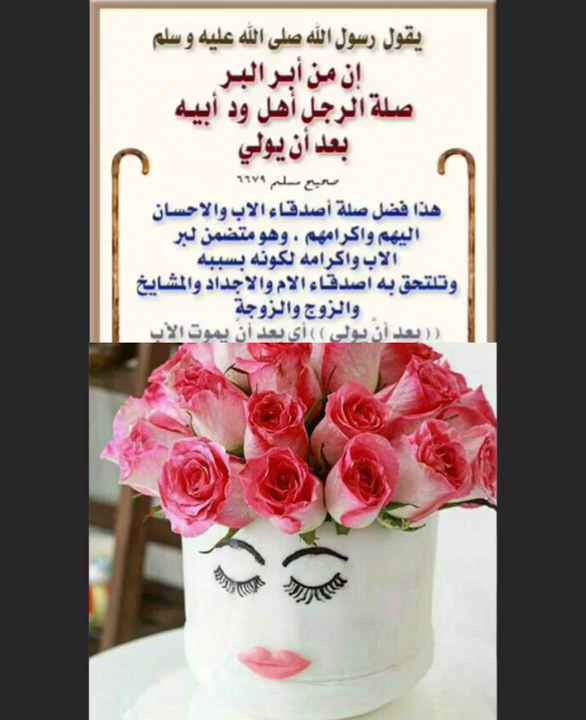 يقول رسول الله صلى الله عليه وسلم
إن من أبر البر
صلة الرجل أهل ود أبيه
بعد أن يولي
صحيح مسلم ٦٦٧٩
هذا فضل صلة أصدقاء الاب والاحسان
اليهم واكرامهم . وهو متضمن لبر
الاب واكرامه لكونه بسببه
وتلتحق به اصدقاء الام والاجداد والمشايخ
والزوج والزوجة
((بعد أنْ يولي)) أي بعد أنْ يموت الأب